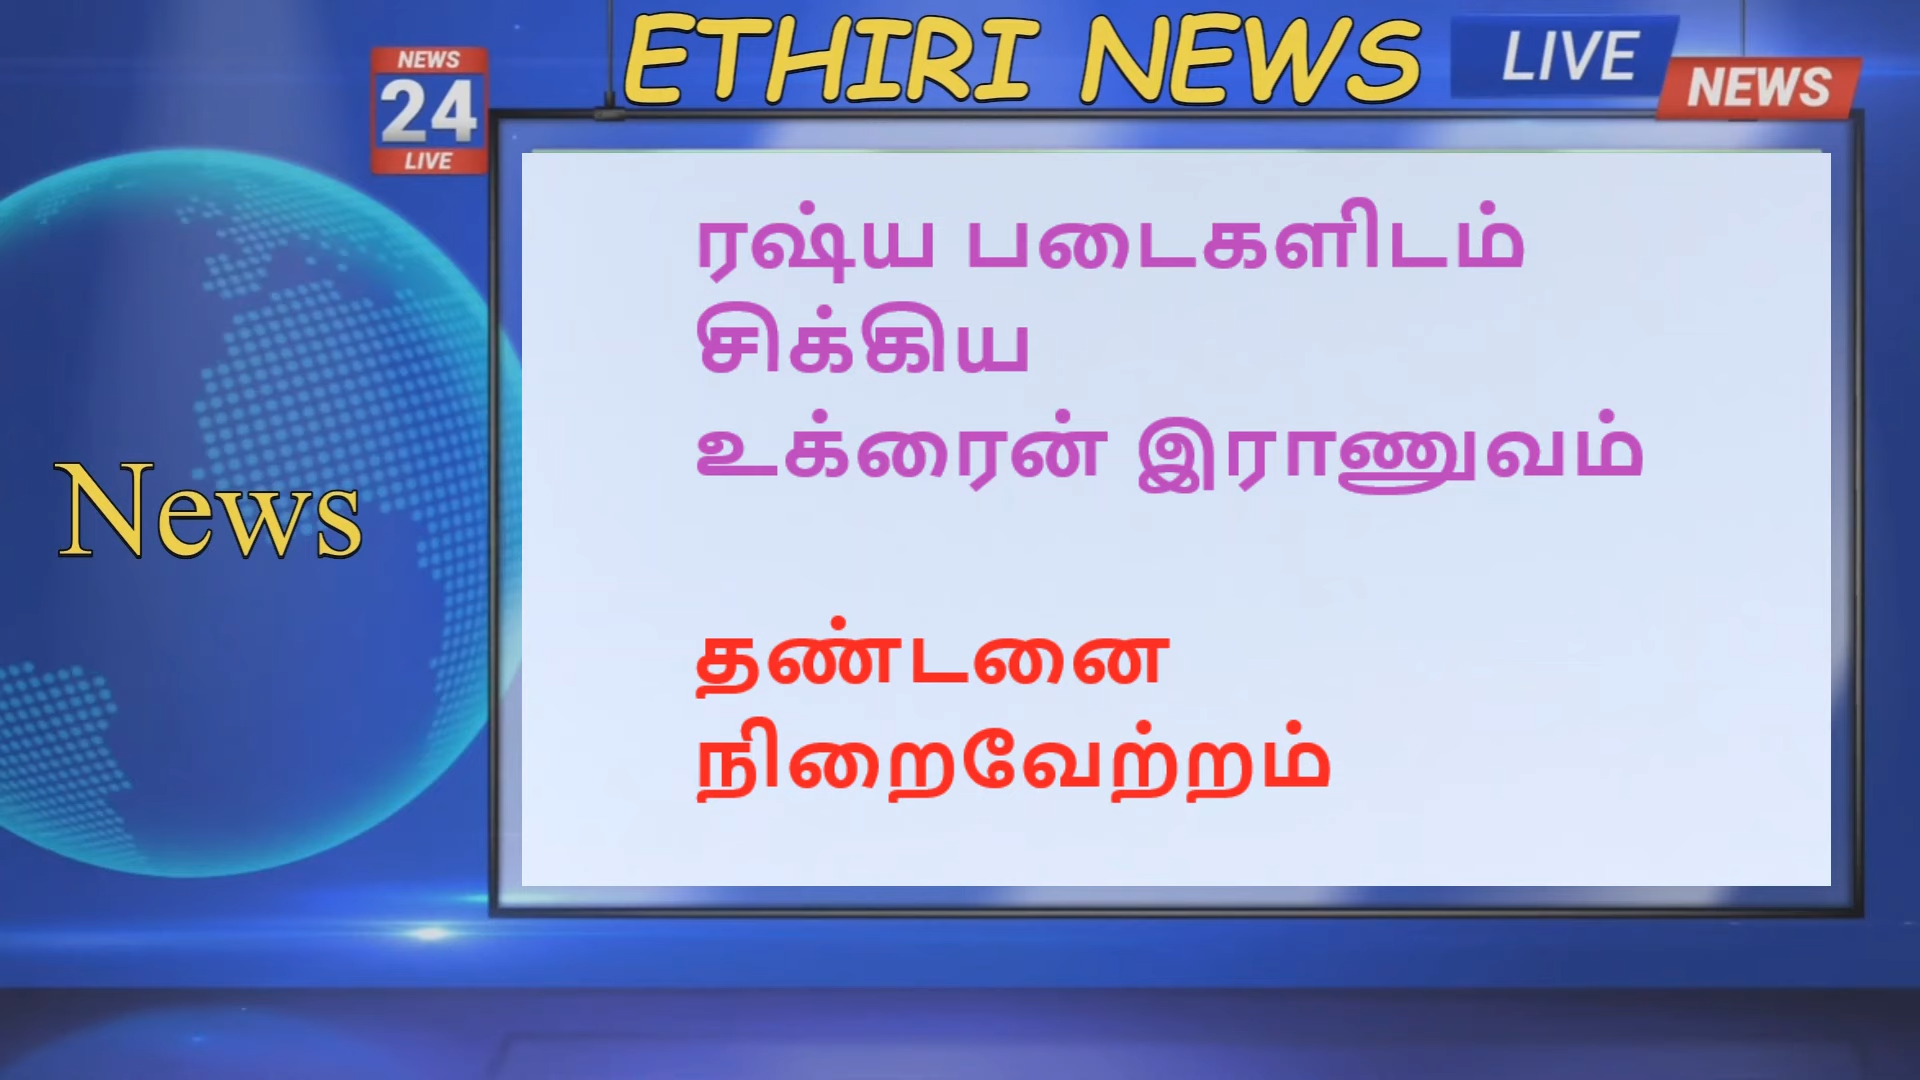 ETHIRI NEWS
LIVE
NEWS
NEWS
24
LIVE
ரஷ்ய படைகளிடம்
சிக்கிய
உக்ரைன் இராணுவம்
News
தண்டனை
நிறைவேற்றம்